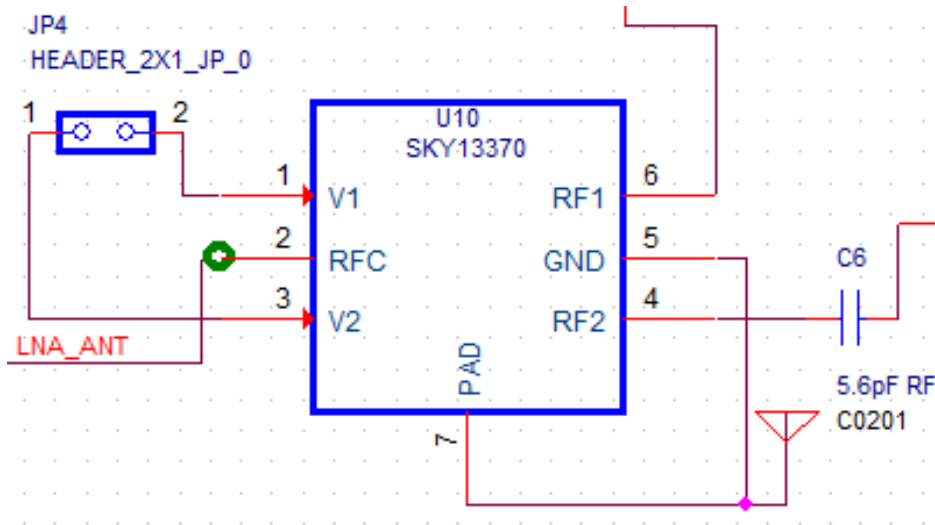 JP4
HEADER_2X1_JP_0
1
2
U10
SKY13370
1
V1
RF1
6
2
RFC
GND
5
3
V2
RF2
4
LNA_ANT
PAD
7
C6
5.6pF RF
C0201